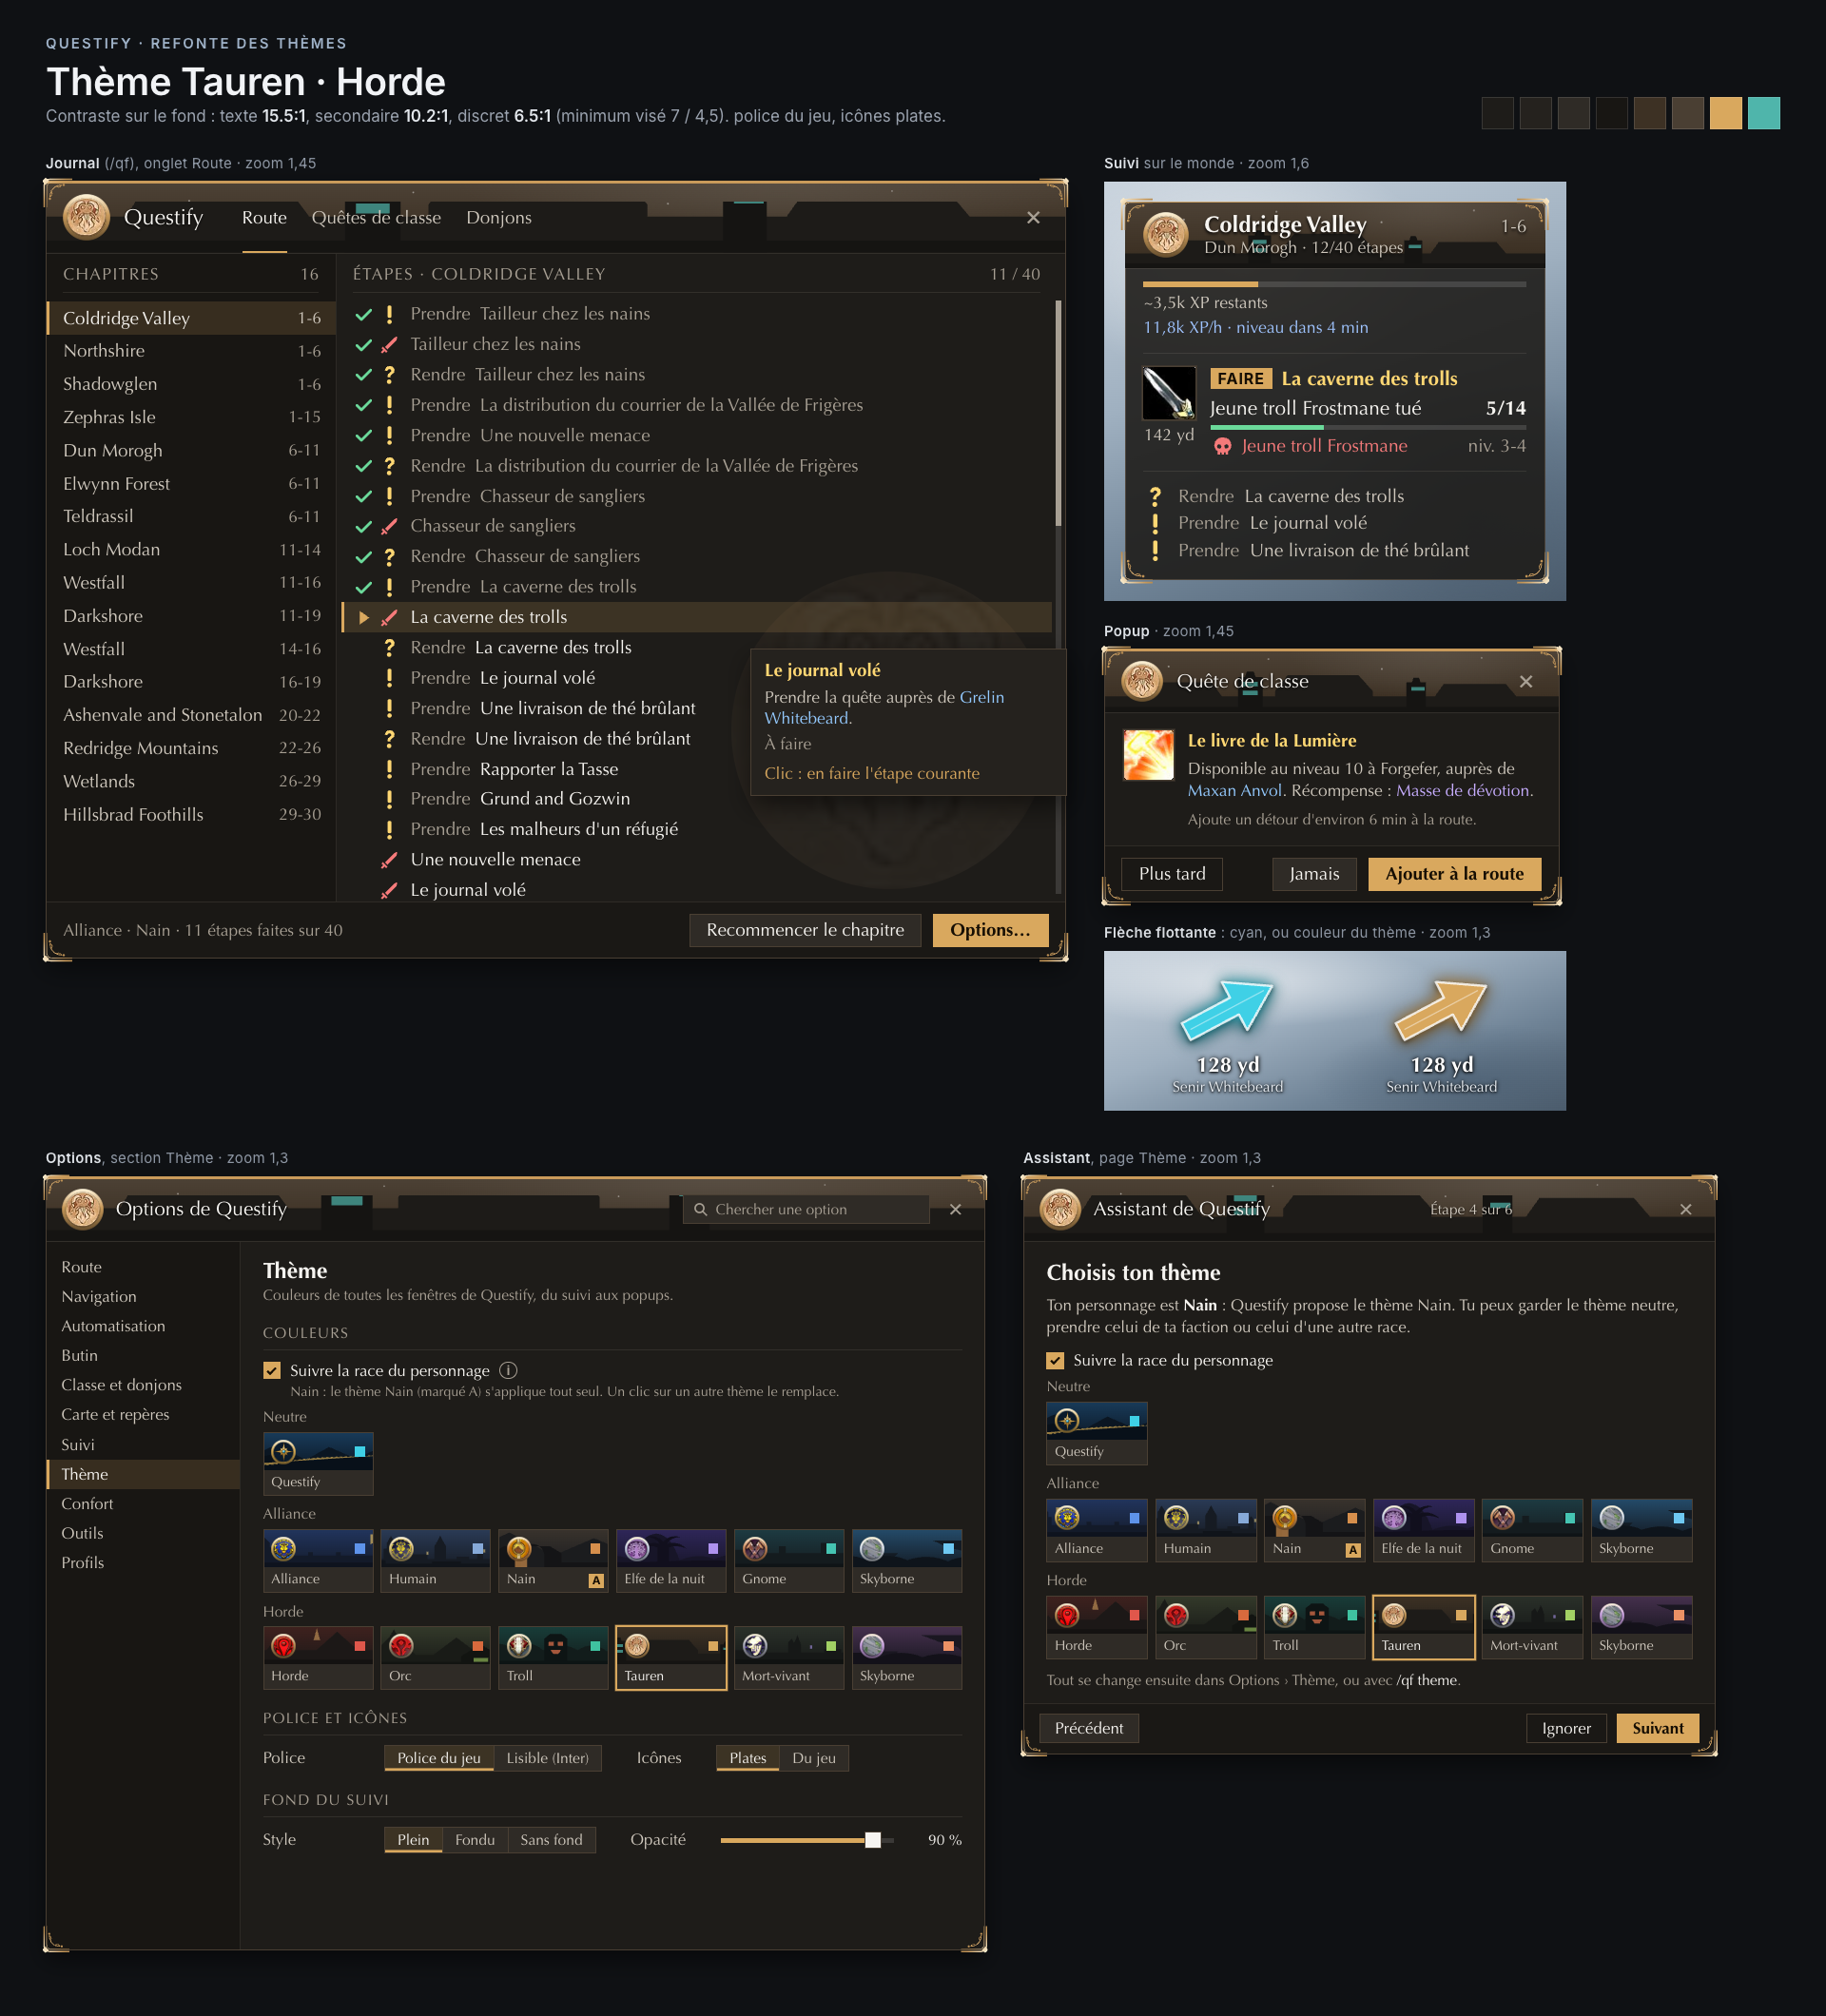 QUESTIFY · REFONTE DES THÈMES
Thème Tauren · Horde
Contraste sur le fond : texte 15.5:1, secondaire 10.2:1, discret 6.5:1 (minimum visé 7 / 4,5). police du jeu, icônes plates.
Journal (/qf), onglet Route · zoom 1,45
Questify
Route
Quêtes de classe
Donjons
CHAPITRES 16
Coldridge Valley 1-6
Northshire 1-6
Shadowglen 1-6
Zephras Isle 1-15
Dun Morogh 6-11
Elwynn Forest 6-11
Teldrassil 6-11
Loch Modan 11-14
Westfall 11-16
Darkshore 11-19
Westfall 14-16
Darkshore 16-19
Ashenvale and Stonetalon 20-22
Redridge Mountains 22-26
Wetlands 26-29
Hillsbrad Foothills 29-30
ÉTAPES · COLDRIDGE VALLEY 11 / 40
Prendre Tailleur chez les nains
Tailleur chez les nains
Rendre Tailleur chez les nains
Prendre La distribution du courrier de la Vallée de Frigères
Prendre Une nouvelle menace
Rendre La distribution du courrier de la Vallée de Frigères
Prendre Chasseur de sangliers
Chasseur de sangliers
Rendre Chasseur de sangliers
Prendre La caverne des trolls
La caverne des trolls
Rendre La caverne des trolls
Prendre Le journal volé
Prendre Une livraison de thé brûlant
Rendre Une livraison de thé brûlant
Prendre Rapporter la Tasse
Prendre Grund and Gozwin
Prendre Les malheurs d'un réfugié
Une nouvelle menace
Le journal volé
Le journal volé
Prendre la quête auprès de Grelin
Whitebeard.
À faire
Clic : en faire l'étape courante
Alliance · Nain · 11 étapes faites sur 40
Recommencer le chapitre
Options...
Suivi sur le monde · zoom 1,6
Coldridge Valley 1-6
Dun Morogh · 12/40 étapes
~3,5k XP restants
11,8k XP/h · niveau dans 4 min
FAIRE La caverne des trolls
Jeune troll Frostmane tué 5/14
142 yd
Jeune troll Frostmane niv. 3-4
Rendre La caverne des trolls
Prendre Le journal volé
Prendre Une livraison de thé brûlant
Popup · zoom 1,45
Quête de classe
Le livre de la Lumière
Disponible au niveau 10 à Forgefer, auprès de
Maxan Anvol. Récompense : Masse de dévotion.
Ajoute un détour d'environ 6 min à la route.
Plus tard
Jamais
Ajouter à la route
Flèche flottante : cyan, ou couleur du thème · zoom 1,3
128 yd
Senir Whitebeard
128 yd
Senir Whitebeard
Options, section Thème · zoom 1,3
Options de Questify
Chercher une option
Route
Navigation
Automatisation
Butin
Classe et donjons
Carte et repères
Suivi
Thème
Confort
Outils
Profils
Thème
Couleurs de toutes les fenêtres de Questify, du suivi aux popups.
COULEURS
Suivre la race du personnage i
Nain : le thème Nain (marqué A) s'applique tout seul. Un clic sur un autre thème le remplace.
Neutre
Questify
Alliance
Alliance
Humain
Nain A
Elfe de la nuit
Gnome
Skyborne
Horde
Horde
Orc
Troll
Tauren
Mort-vivant
Skyborne
POLICE ET ICÔNES
Police
Police du jeu
Lisible (Inter)
Icônes
Plates
Du jeu
FOND DU SUIVI
Style
Plein
Fondu
Sans fond
Opacité
90 %
Assistant, page Thème · zoom 1,3
Assistant de Questify
Étape 4 sur 6
Choisis ton thème
Ton personnage est Nain : Questify propose le thème Nain. Tu peux garder le thème neutre,
prendre celui de ta faction ou celui d'une autre race.
Suivre la race du personnage
Neutre
Questify
Alliance
Alliance
Humain
Nain A
Elfe de la nuit
Gnome
Skyborne
Horde
Horde
Orc
Troll
Tauren
Mort-vivant
Skyborne
Tout se change ensuite dans Options › Thème, ou avec /qf theme.
Précédent
Ignorer
Suivant